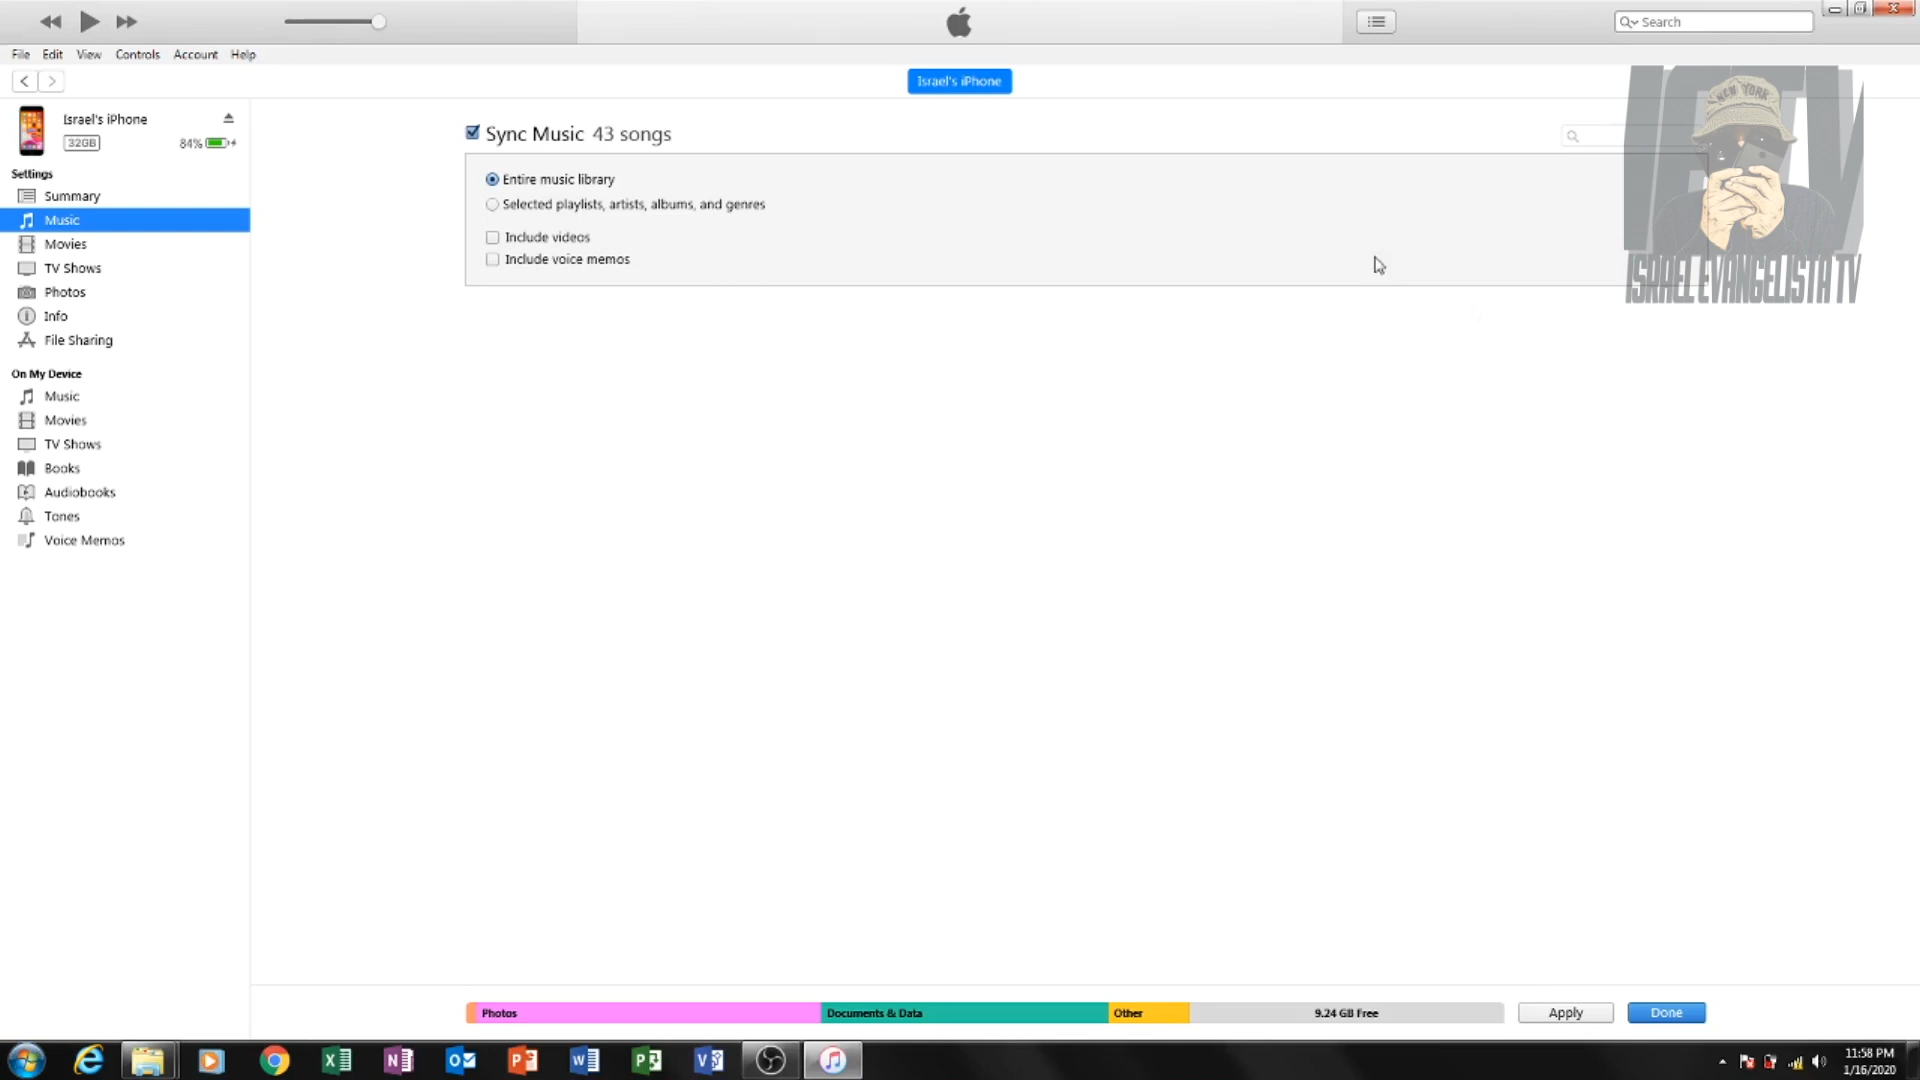 Search
File Edit View Controls Account Help
Israel's iPhone
Israel's iPhone
32GB
84%
Settings
Summary
Music
Movies
TV Shows
Photos
Info
File Sharing
On My Device
Music
Movies
TV Shows
Books
Audiobooks
Tones
Voice Memos
Sync Music 43 songs
Entire music library
Selected playlists, artists, albums, and genres
Include videos
Include voice memos
NEW YORK
ISRAEL EVANGELISTA TV
Photos
Documents & Data
Other
9.24 GB Free
Apply
Done
11:58 PM
1/16/2020